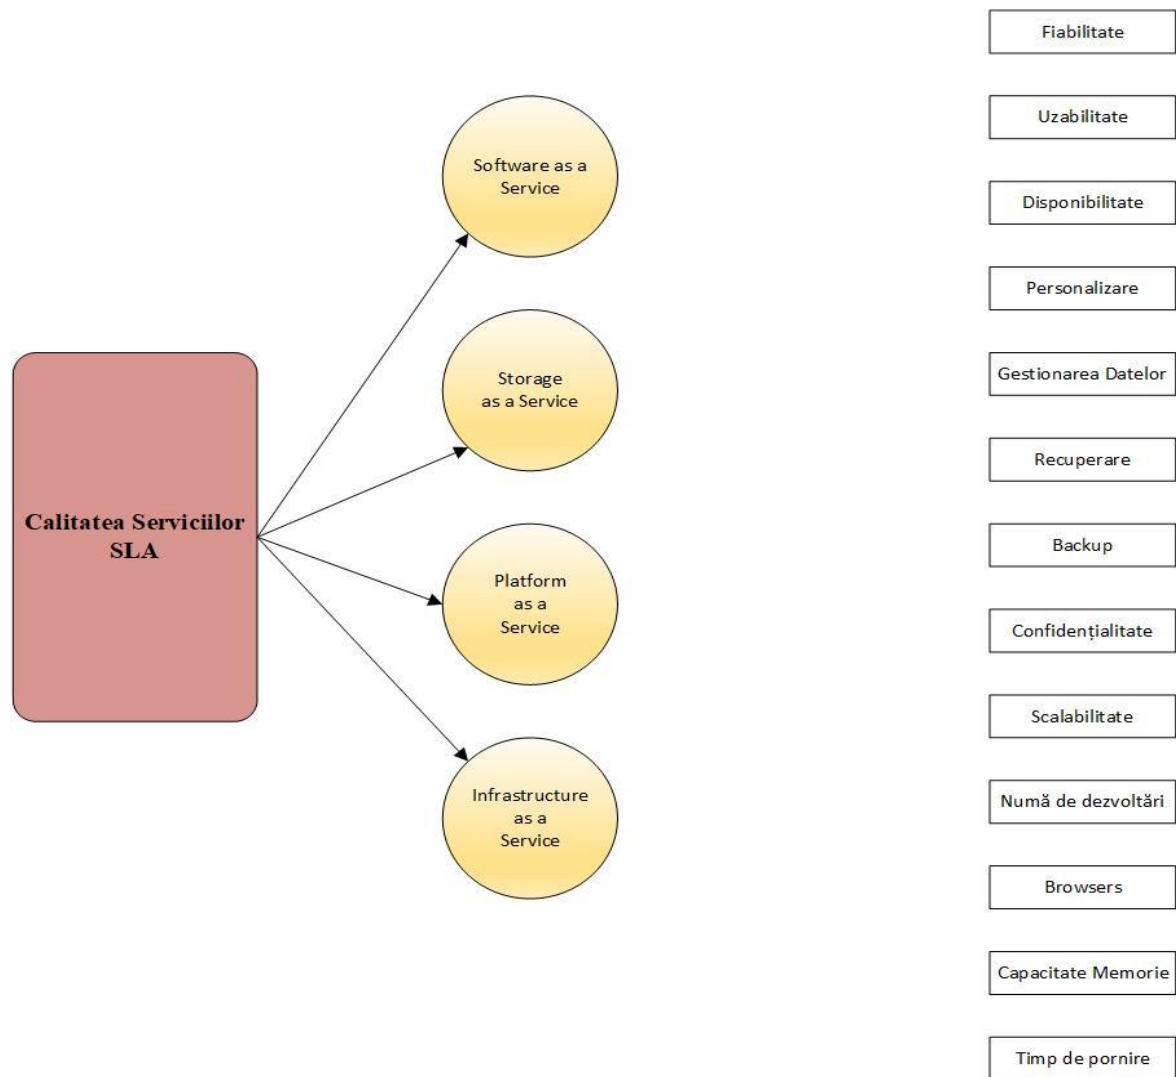 Calitatea Serviciilor
SLA
Software as a
Service
Storage
as a Service
Platform
as a
Service
Infrastructure
as a
Service
Fiabilitate
Uzabilitate
Disponibilitate
Personalizare
Gestionarea Datelor
Recuperare
Backup
Confidențialitate
Scalabilitate
Numă de dezvoltări
Browsers
Capacitate Memorie
Timp de pornire